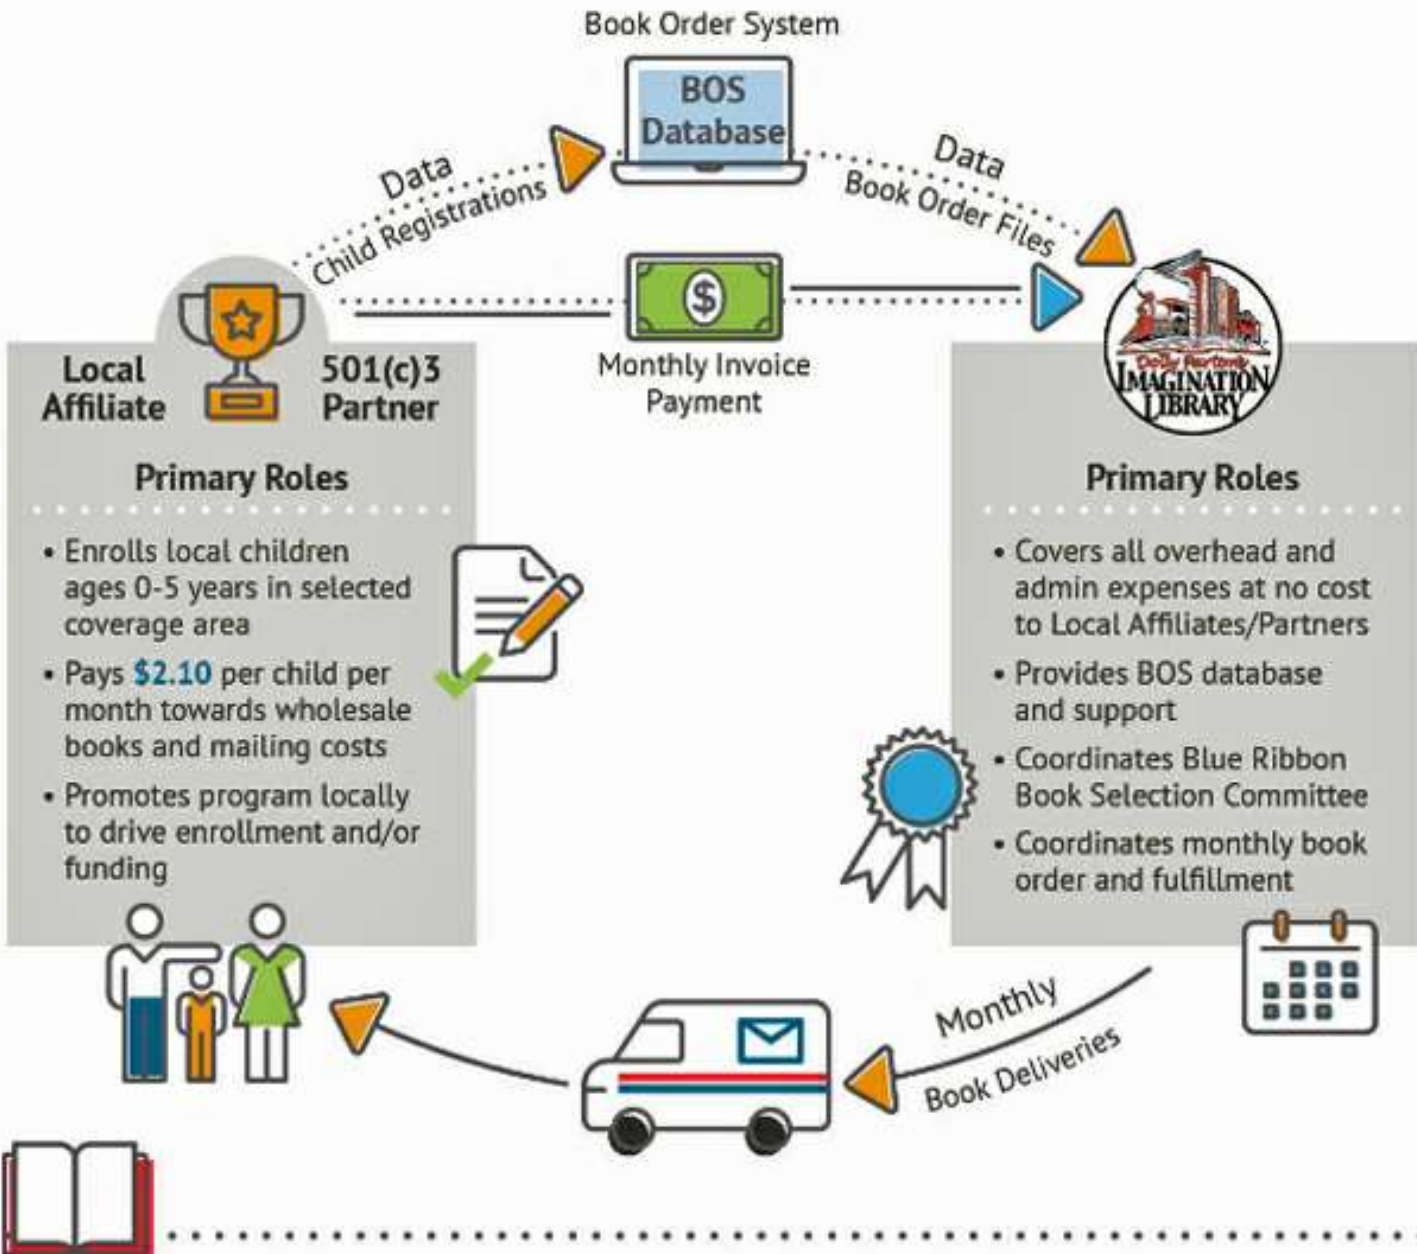 Book Order System
BOS
Database
Data
Child Registrations
Data
Book Order Files
$
Monthly Invoice
Payment
Local
Affiliate
501(c)3
Partner
Primary Roles
• Enrolls local children
ages 0-5 years in selected
coverage area
• Pays $2.10 per child per
month towards wholesale
books and mailing costs
• Promotes program locally
to drive enrollment and/or
funding
Dolly Parton's
IMAGINATION
LIBRARY
Primary Roles
• Covers all overhead and
admin expenses at no cost
to Local Affiliates/Partners
• Provides BOS database
and support
• Coordinates Blue Ribbon
Book Selection Committee
• Coordinates monthly book
order and fulfillment
Monthly
Book Deliveries